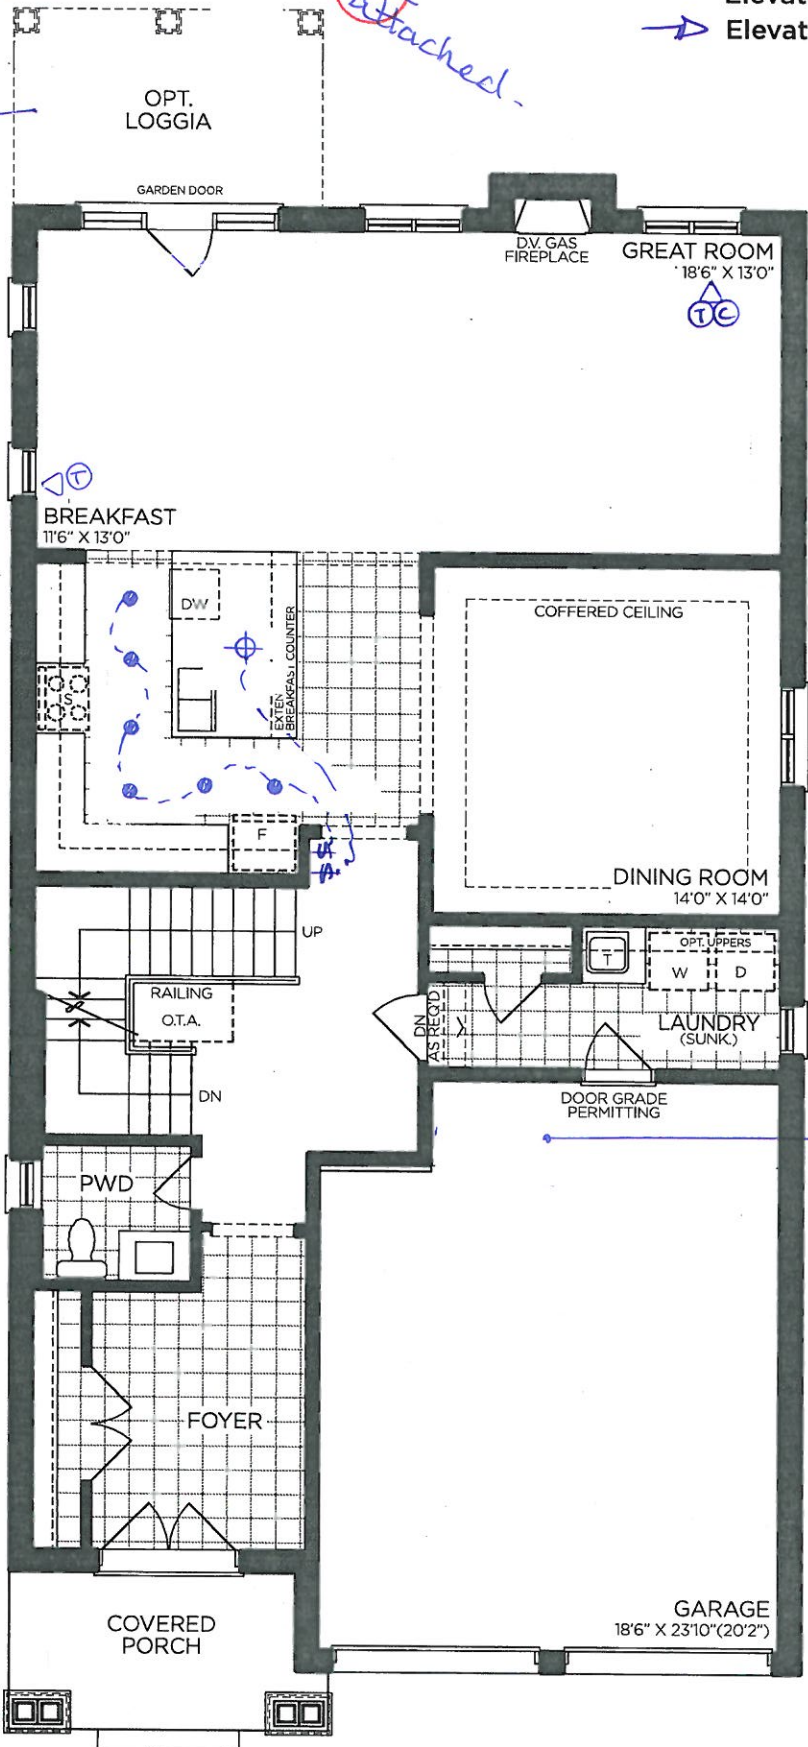 Elevat
attached.
Elevat
OPT.
LOGGIA
GARDEN DOOR
D.V. GAS
FIREPLACE
GREAT ROOM
18'6" X 13'0"
T C
T
BREAKFAST
11'6" X 13'0"
DW
EXTEN
BREAKFAST COUNTER
S
F
COFFERED CEILING
DINING ROOM
14'0" X 14'0"
UP
RAILING
O.T.A.
DN
OPT. UPPERS
T
W
D
DN
AS REQ'D
LAUNDRY
(SUNK.)
DOOR GRADE
PERMITTING
PWD
FOYER
COVERED
PORCH
GARAGE
18'6" X 23'10"(20'2")